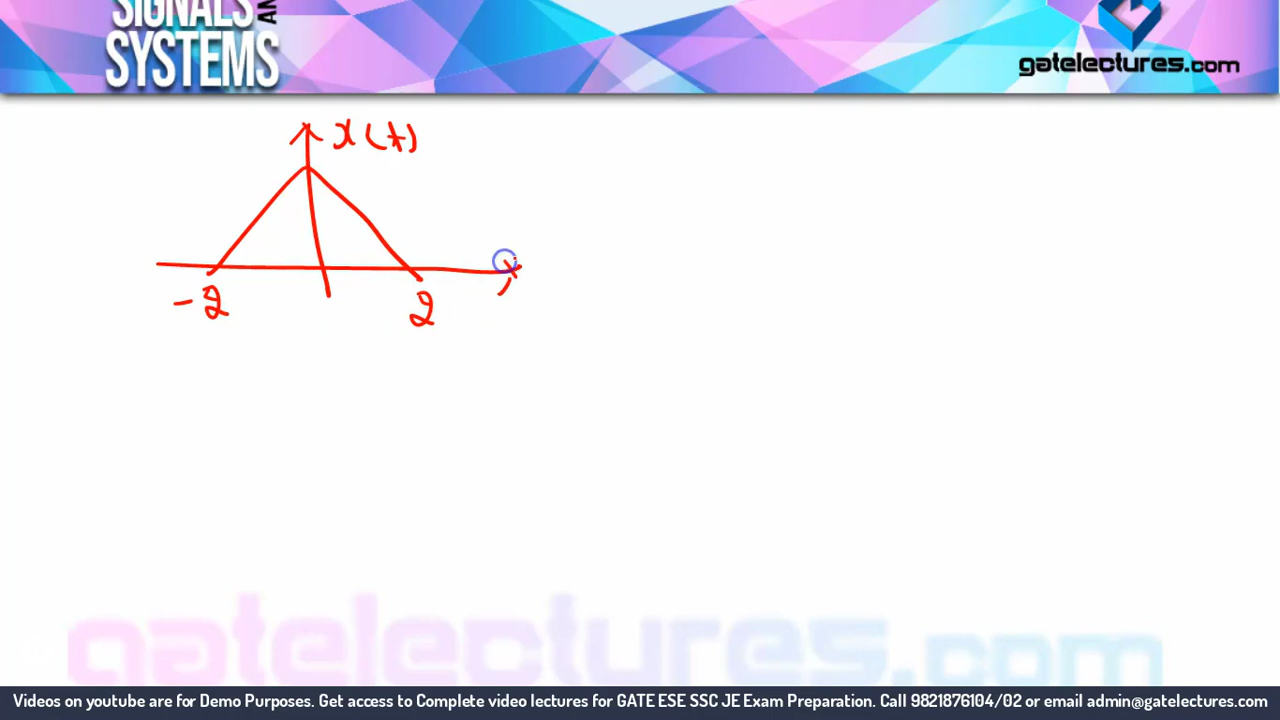 SIGNALS AND
SYSTEMS
gatelectures.com
x(t)
-2 2
gatelectures.com
Videos on youtube are for Demo Purposes. Get access to Complete video lectures for GATE ESE SSC JE Exam Preparation. Call 9821876104/02 or email admin@gatelectures.com